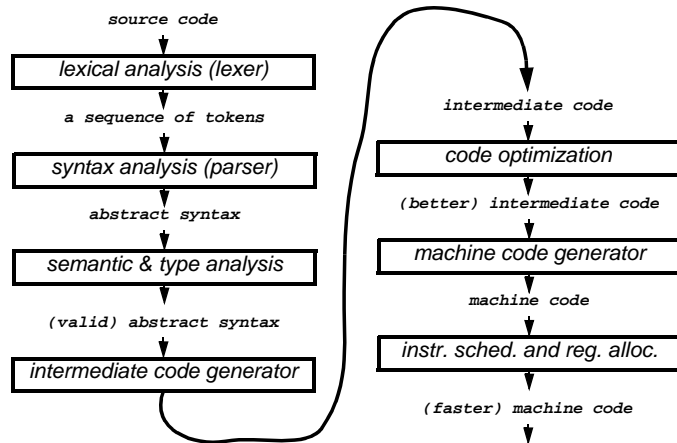 source code
lexical analysis (lexer)
a sequence of tokens
syntax analysis (parser)
abstract syntax
semantic & type analysis
(valid) abstract syntax
intermediate code generator
intermediate code
code optimization
(better) intermediate code
machine code generator
machine code
instr. sched. and reg. alloc.
(faster) machine code